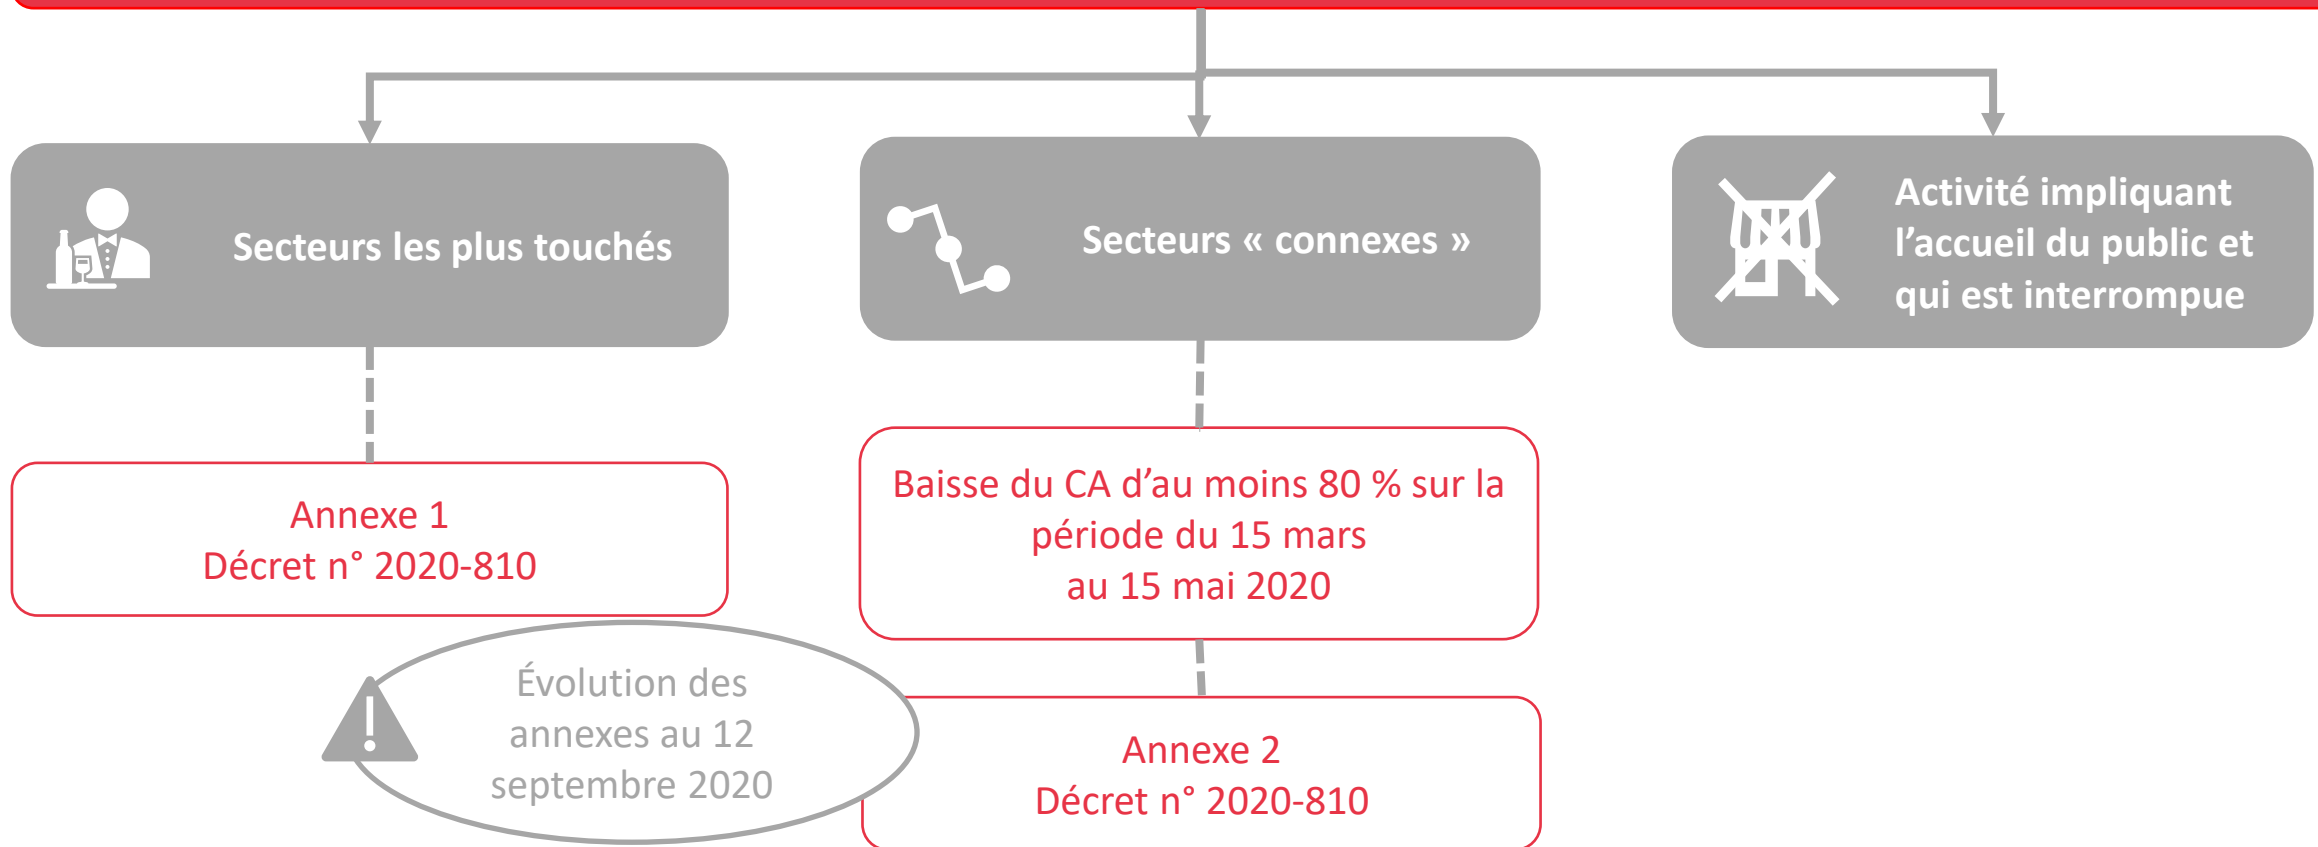 Secteurs les plus touchés
Secteurs « connexes »
Activité impliquant
l’accueil du public et
qui est interrompue
Annexe 1
Décret n° 2020-810
Baisse du CA d’au moins 80 % sur la
période du 15 mars
au 15 mai 2020
Évolution des
annexes au 12
septembre 2020
Annexe 2
Décret n° 2020-810